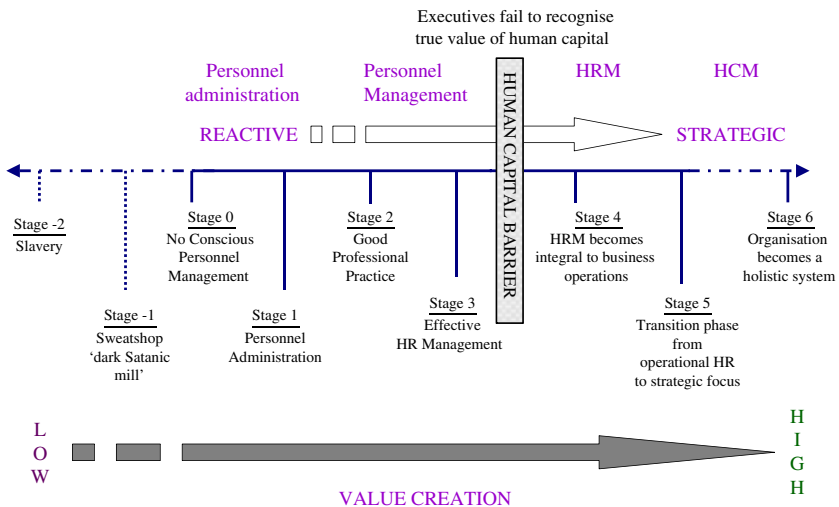 Executives fail to recognise
true value of human capital
Personnel
administration
Personnel
Management
HRM
HCM
REACTIVE
STRATEGIC
HUMAN CAPITAL BARRIER
Stage -2
Slavery
Stage -1
Sweatshop
‘dark Satanic
mill’
Stage 0
No Conscious
Personnel
Management
Stage 1
Personnel
Administration
Stage 2
Good
Professional
Practice
Stage 3
Effective
HR Management
Stage 4
HRM becomes
integral to business
operations
Stage 5
Transition phase
from
operational HR
to strategic focus
Stage 6
Organisation
becomes a
holistic system
LOW
HIGH
VALUE CREATION